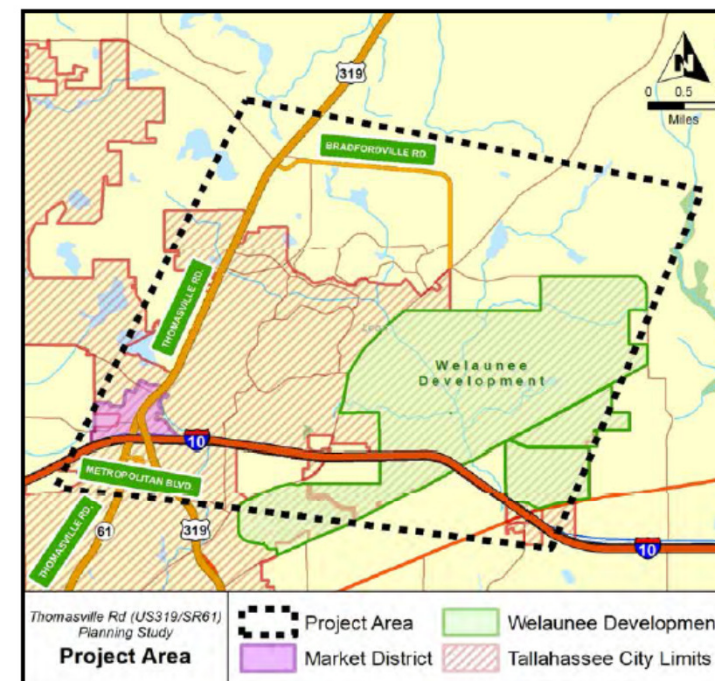 319
N
0 0.5
Miles
BRADFORDVILLE RD.
THOMASVILLE RD.
Welaunee
Development
10
METROPOLITAN BLVD.
THOMASVILLE RD.
61
319
10
Thomasville Rd (US319/SR61)
Planning Study
Project Area
Project Area
Market District
Welaunee Developmen
Tallahassee City Limits